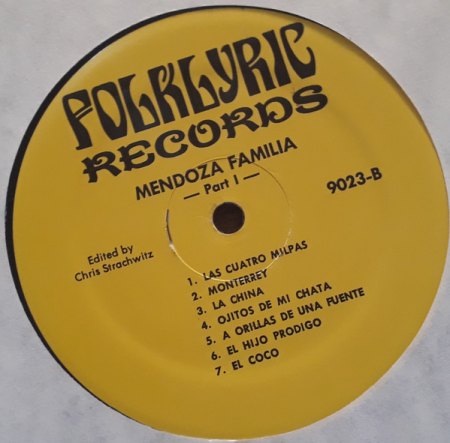 FOLKLYRIC
RECORDS
MENDOZA FAMILIA
— Part I —
9023-B
Edited by
Chris Strachwitz
1. LAS CUATRO MILPAS
2. MONTERREY
3. LA CHINA
4. OJITOS DE MI CHATA
5. A ORILLAS DE UNA FUENTE
6. EL HIJO PRODIGO
7. EL COCO